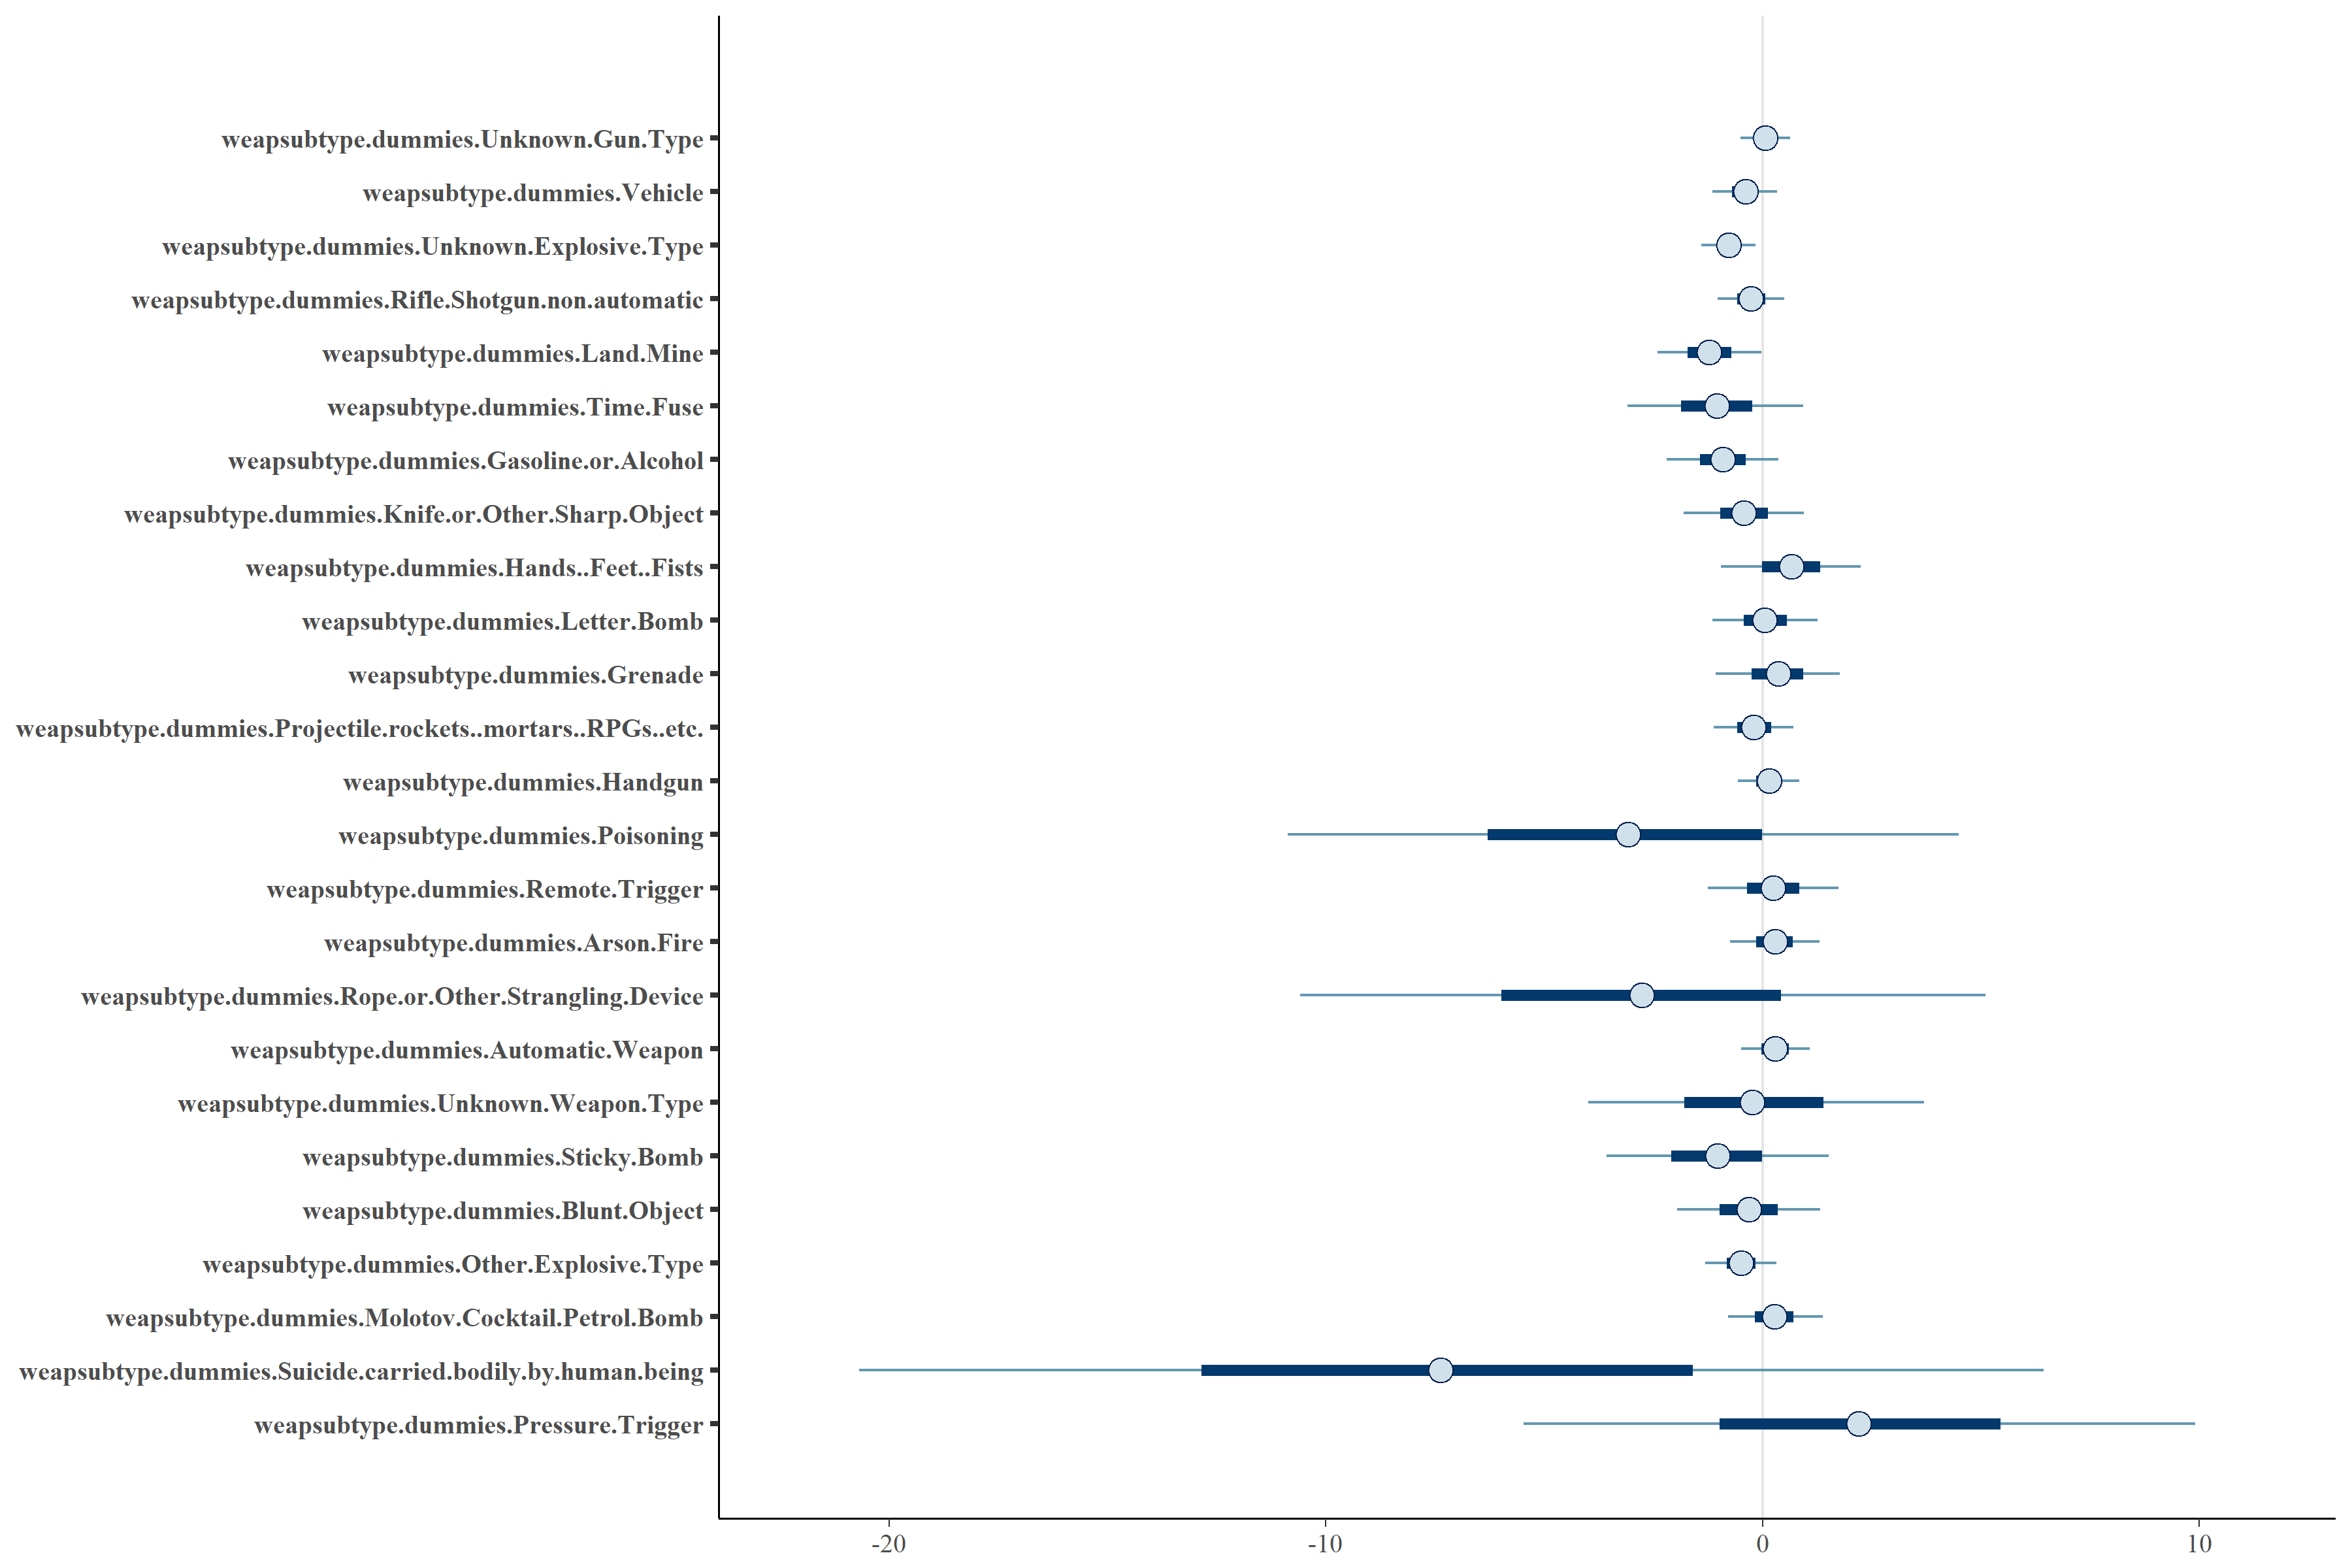 weapsubtype.dummies.Unknown.Gun.Type
weapsubtype.dummies.Vehicle
weapsubtype.dummies.Unknown.Explosive.Type
weapsubtype.dummies.Rifle.Shotgun.non.automatic
weapsubtype.dummies.Land.Mine
weapsubtype.dummies.Time.Fuse
weapsubtype.dummies.Gasoline.or.Alcohol
weapsubtype.dummies.Knife.or.Other.Sharp.Object
weapsubtype.dummies.Hands..Feet..Fists
weapsubtype.dummies.Letter.Bomb
weapsubtype.dummies.Grenade
weapsubtype.dummies.Projectile.rockets..mortars..RPGs..etc.
weapsubtype.dummies.Handgun
weapsubtype.dummies.Poisoning
weapsubtype.dummies.Remote.Trigger
weapsubtype.dummies.Arson.Fire
weapsubtype.dummies.Rope.or.Other.Strangling.Device
weapsubtype.dummies.Automatic.Weapon
weapsubtype.dummies.Unknown.Weapon.Type
weapsubtype.dummies.Sticky.Bomb
weapsubtype.dummies.Blunt.Object
weapsubtype.dummies.Other.Explosive.Type
weapsubtype.dummies.Molotov.Cocktail.Petrol.Bomb
weapsubtype.dummies.Suicide.carried.bodily.by.human.being
weapsubtype.dummies.Pressure.Trigger
-20 -10 0 10